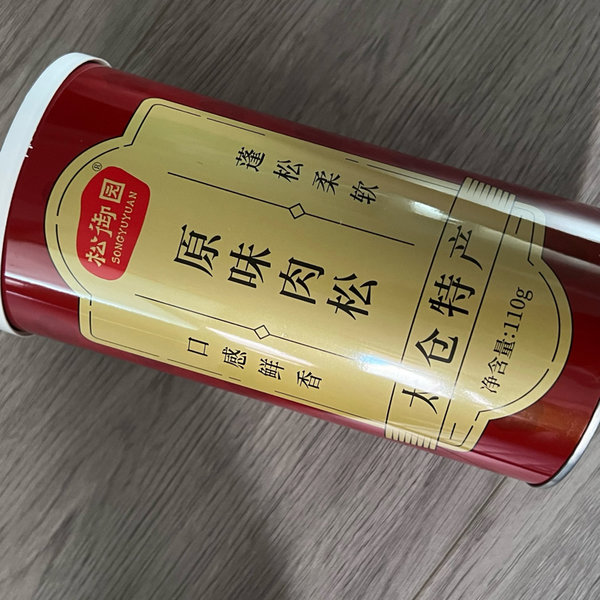 松御园
®
SONGYUYUAN
蓬松柔软
原味肉松
口感鲜香
太仓特产
净含量:110g